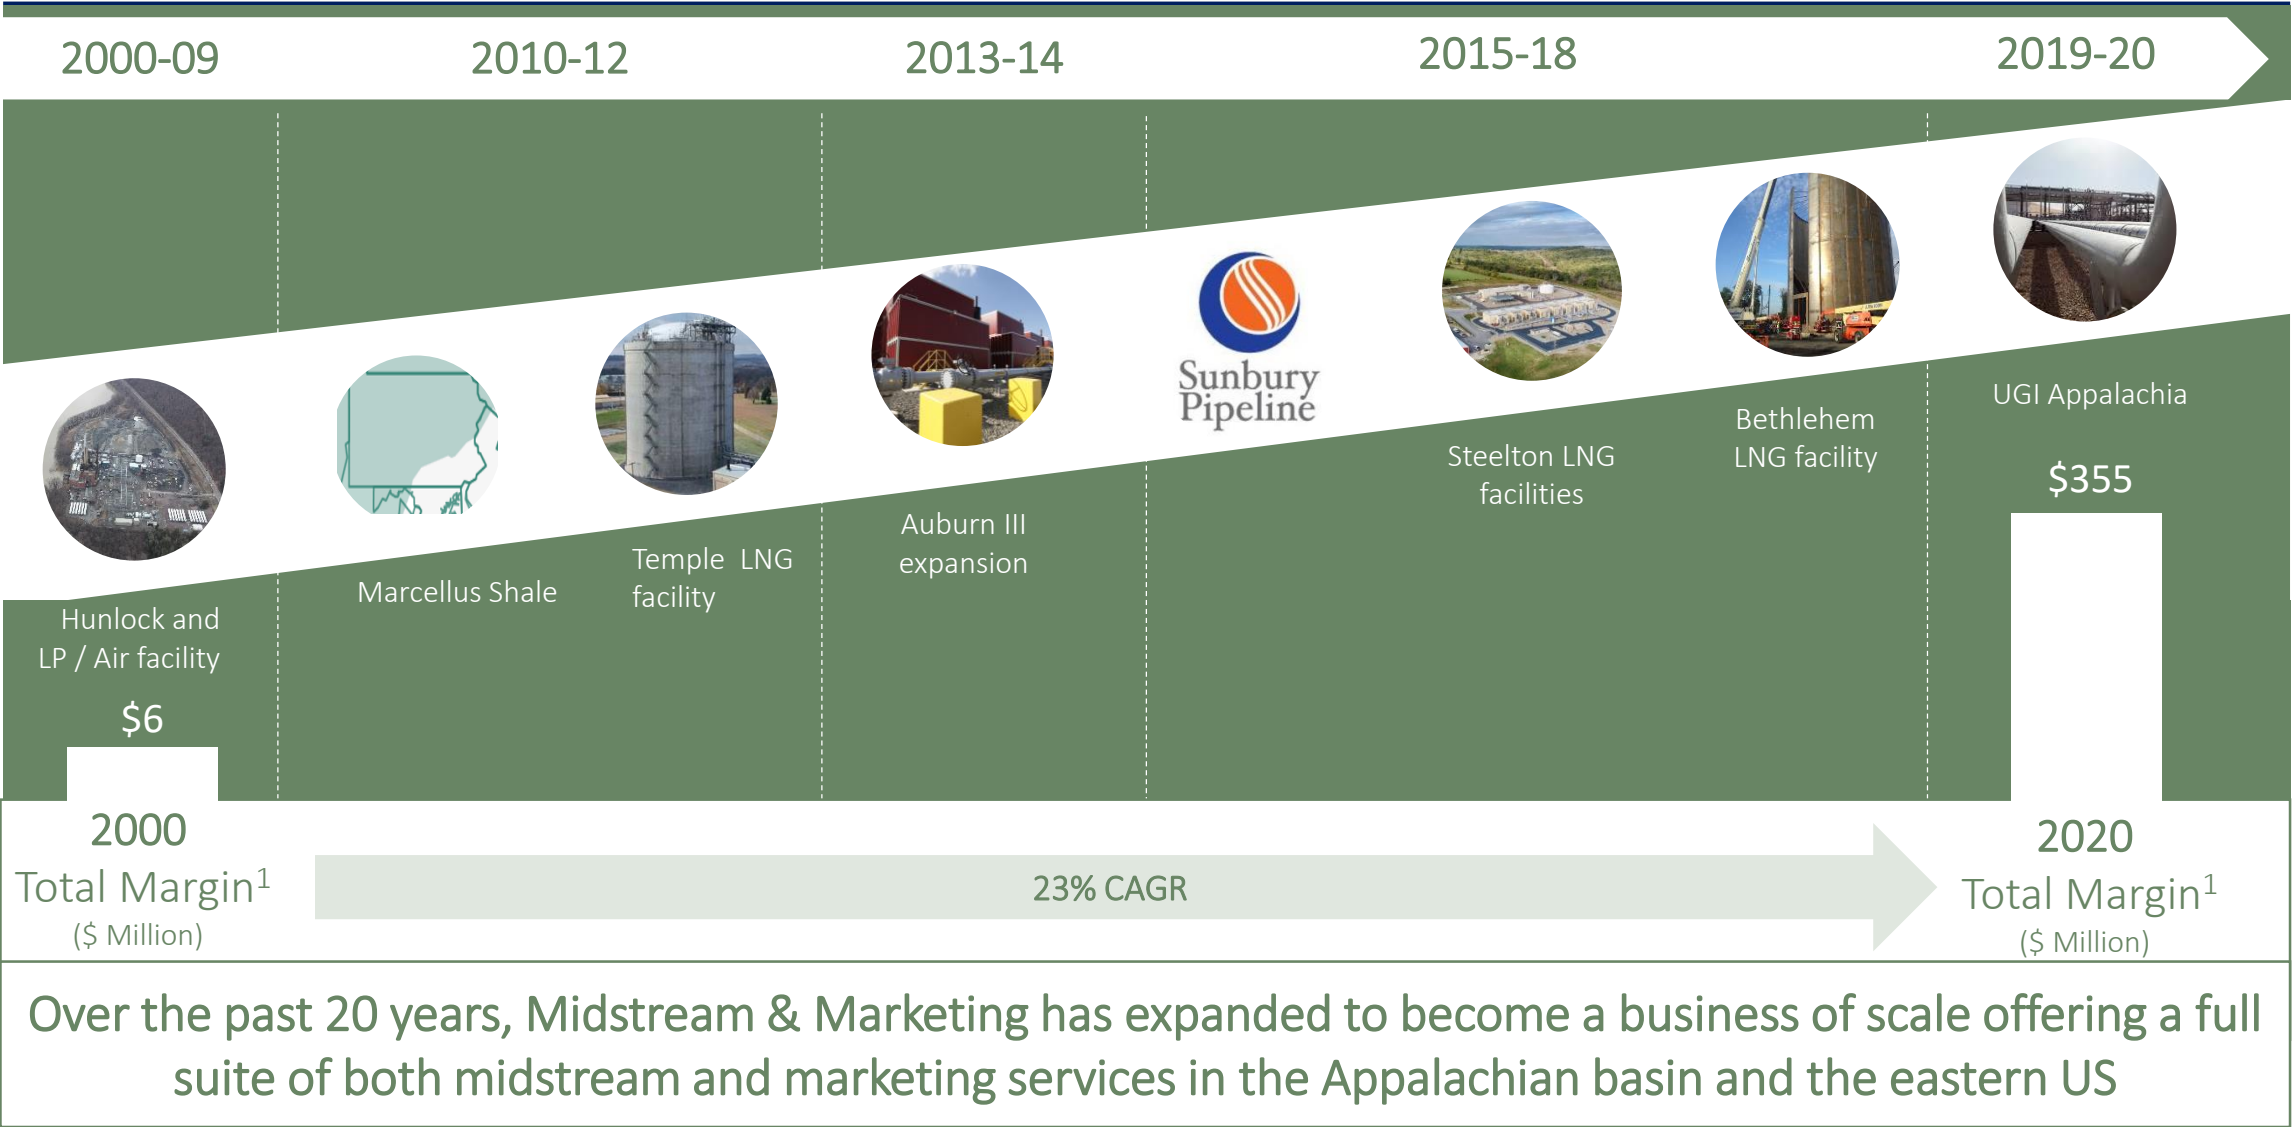 2000-09
2010-12
2013-14
2015-18
2019-20
Hunlock and
LP / Air facility
Marcellus Shale
Temple LNG
facility
Auburn III
expansion
Sunbury
Pipeline
Steelton LNG
facilities
Bethlehem
LNG facility
UGI Appalachia
$6
$355
2000
Total Margin1
($ Million)
23% CAGR
2020
Total Margin1
($ Million)
Over the past 20 years, Midstream & Marketing has expanded to become a business of scale offering a full
suite of both midstream and marketing services in the Appalachian basin and the eastern US